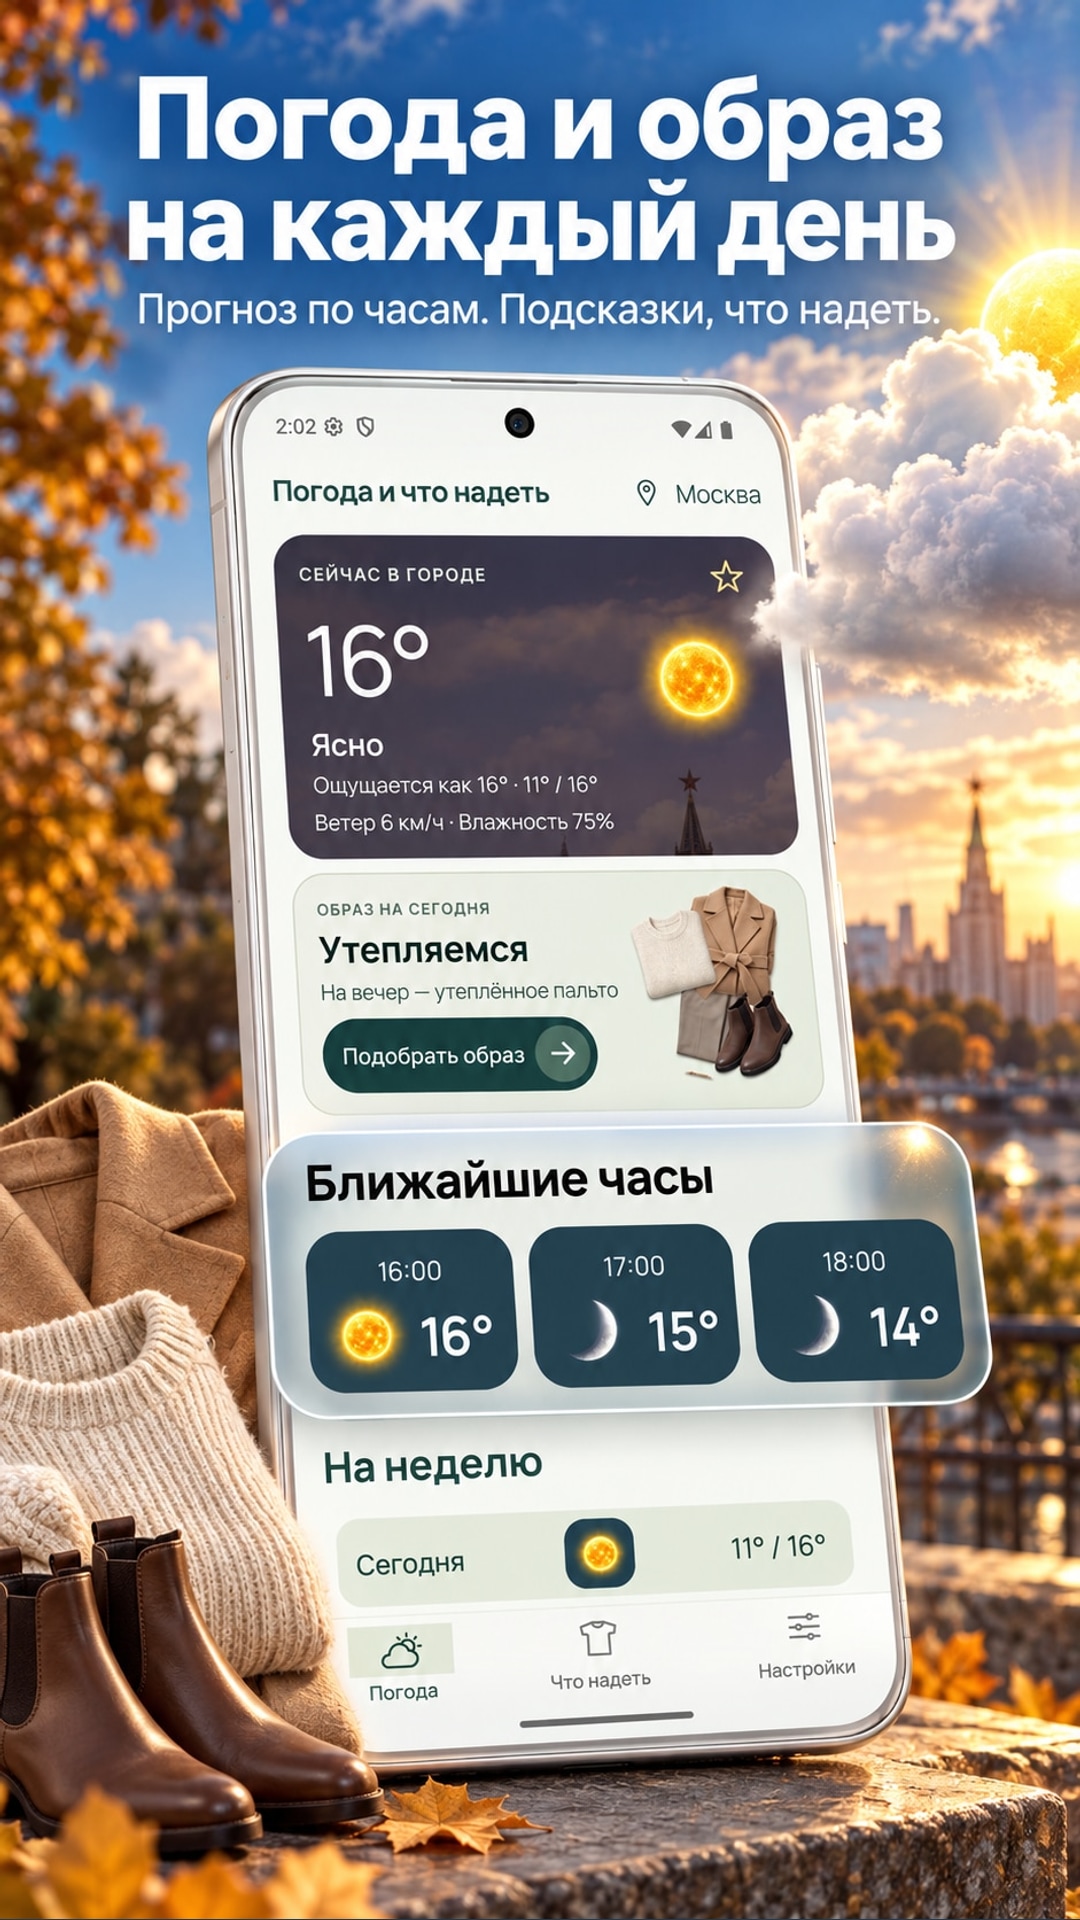 Погода и образ
на каждый день
Прогноз по часам. Подсказки, что надеть.
2:02
Погода и что надеть
Москва
СЕЙЧАС В ГОРОДЕ
16°
Ясно
Ощущается как 16° · 11° / 16°
Ветер 6 км/ч · Влажность 75%
ОБРАЗ НА СЕГОДНЯ
Утепляемся
На вечер — утеплённое пальто
Подобрать образ
Ближайшие часы
16:00
16°
17:00
15°
18:00
14°
На неделю
Сегодня
11° / 16°
Погода
Что надеть
Настройки